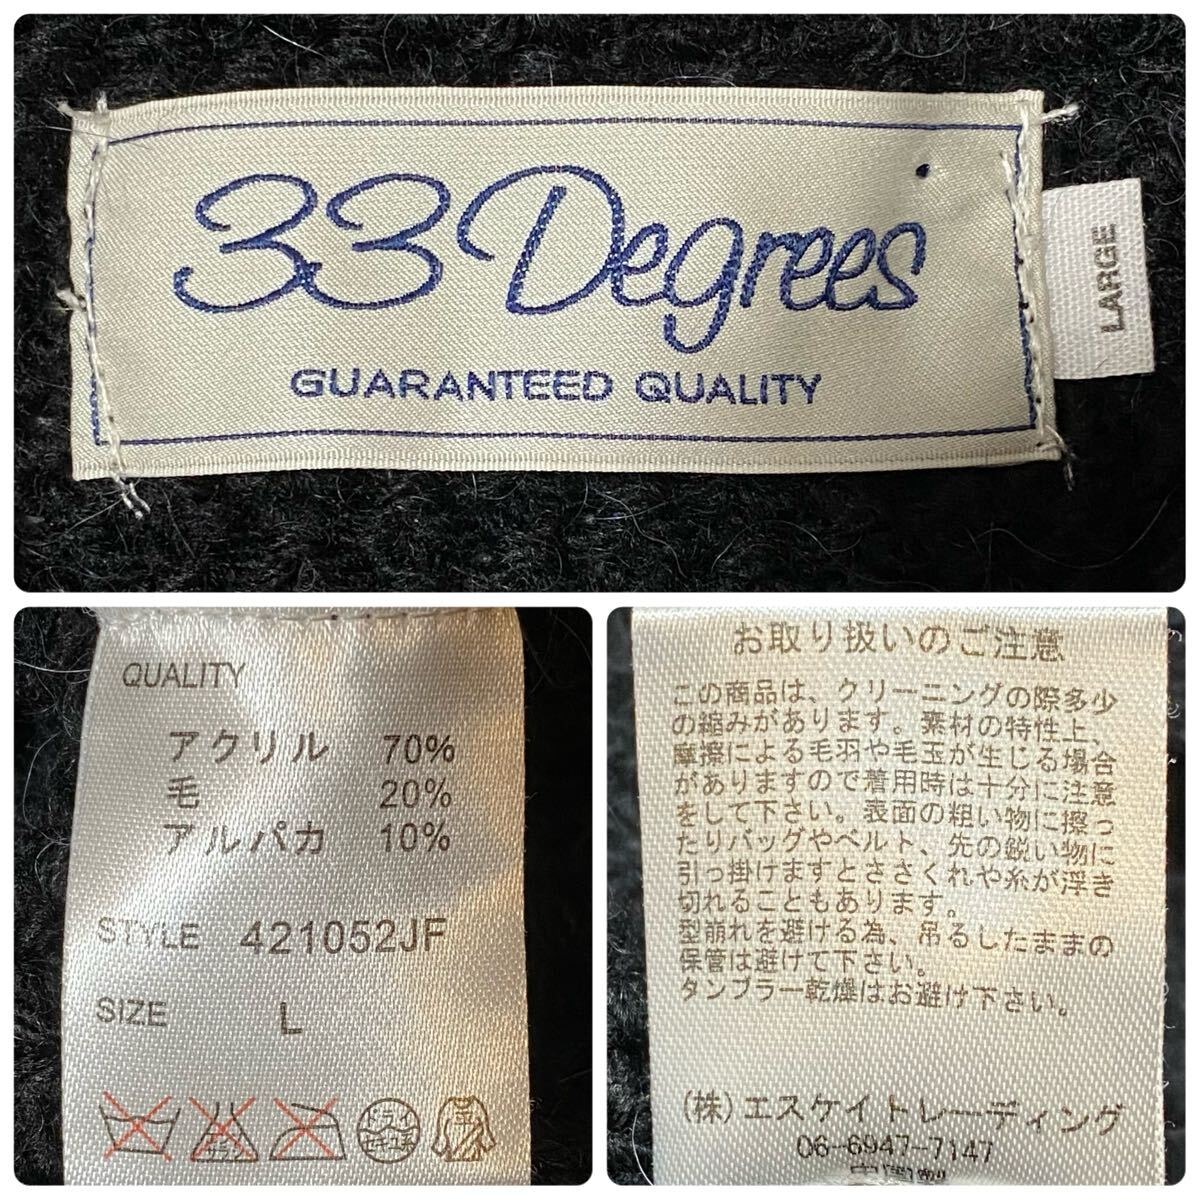 33 Degrees
GUARANTEED QUALITY
LARGE
QUALITY
アクリル 70%
毛 20%
アルパカ 10%
STYLE 421052JF
SIZE L
ドライ
お取り扱いのご注意
この商品は、クリーニングの際多少
の縮みがあります。素材の特性上、
摩擦による毛羽や毛玉が生じる場合
がありますので着用時は十分に注意
をして下さい。表面の粗い物に擦っ
たりバッグやベルト、先の鋭い物に
引っ掛けますとささくれや糸が浮き
切れることもあります。
型崩れを避ける為、吊るしたままの
保管は避けて下さい。
タンブラー乾燥はお避け下さい。
(株)エスケイトレーディング
06-6947-7147